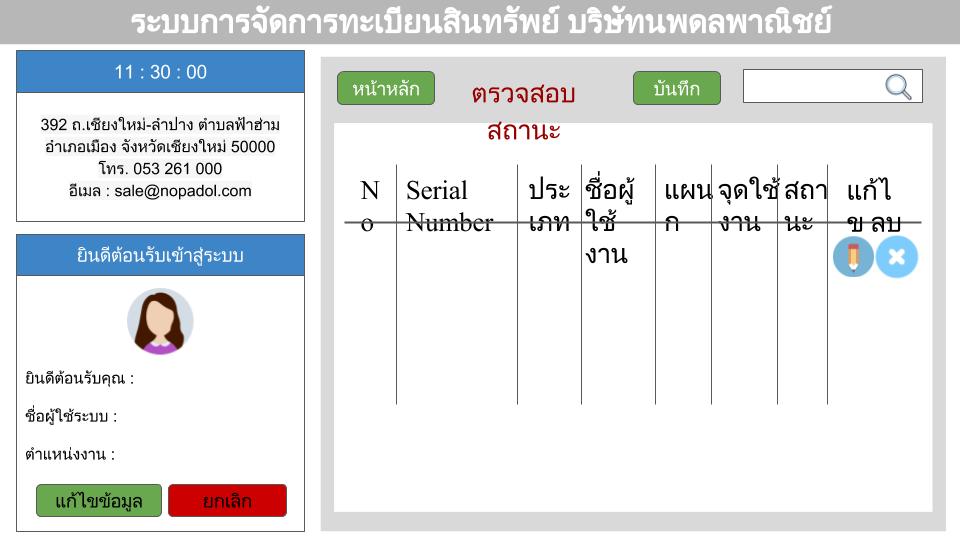 ระบบการจัดการทะเบียนสินทรัพย์ บริษัทนพดลพาณิชย์
11 : 30 : 00
392 ถ.เชียงใหม่-ลำปาง ตำบลฟ้าฮ่าม
อำเภอเมือง จังหวัดเชียงใหม่ 50000
โทร. 053 261 000
อีเมล : sale@nopadol.com
ยินดีต้อนรับเข้าสู่ระบบ
ยินดีต้อนรับคุณ :
ชื่อผู้ใช้ระบบ :
ตำแหน่งงาน :
แก้ไขข้อมูล
ยกเลิก
หน้าหลัก
ตรวจสอบ
สถานะ
บันทึก
N
o
Serial
Number
ประ
เภท
ชื่อผู้
ใช้
งาน
แผน
ก
จุดใช้
งาน
สถา
นะ
แก้ไ
ข ลบ